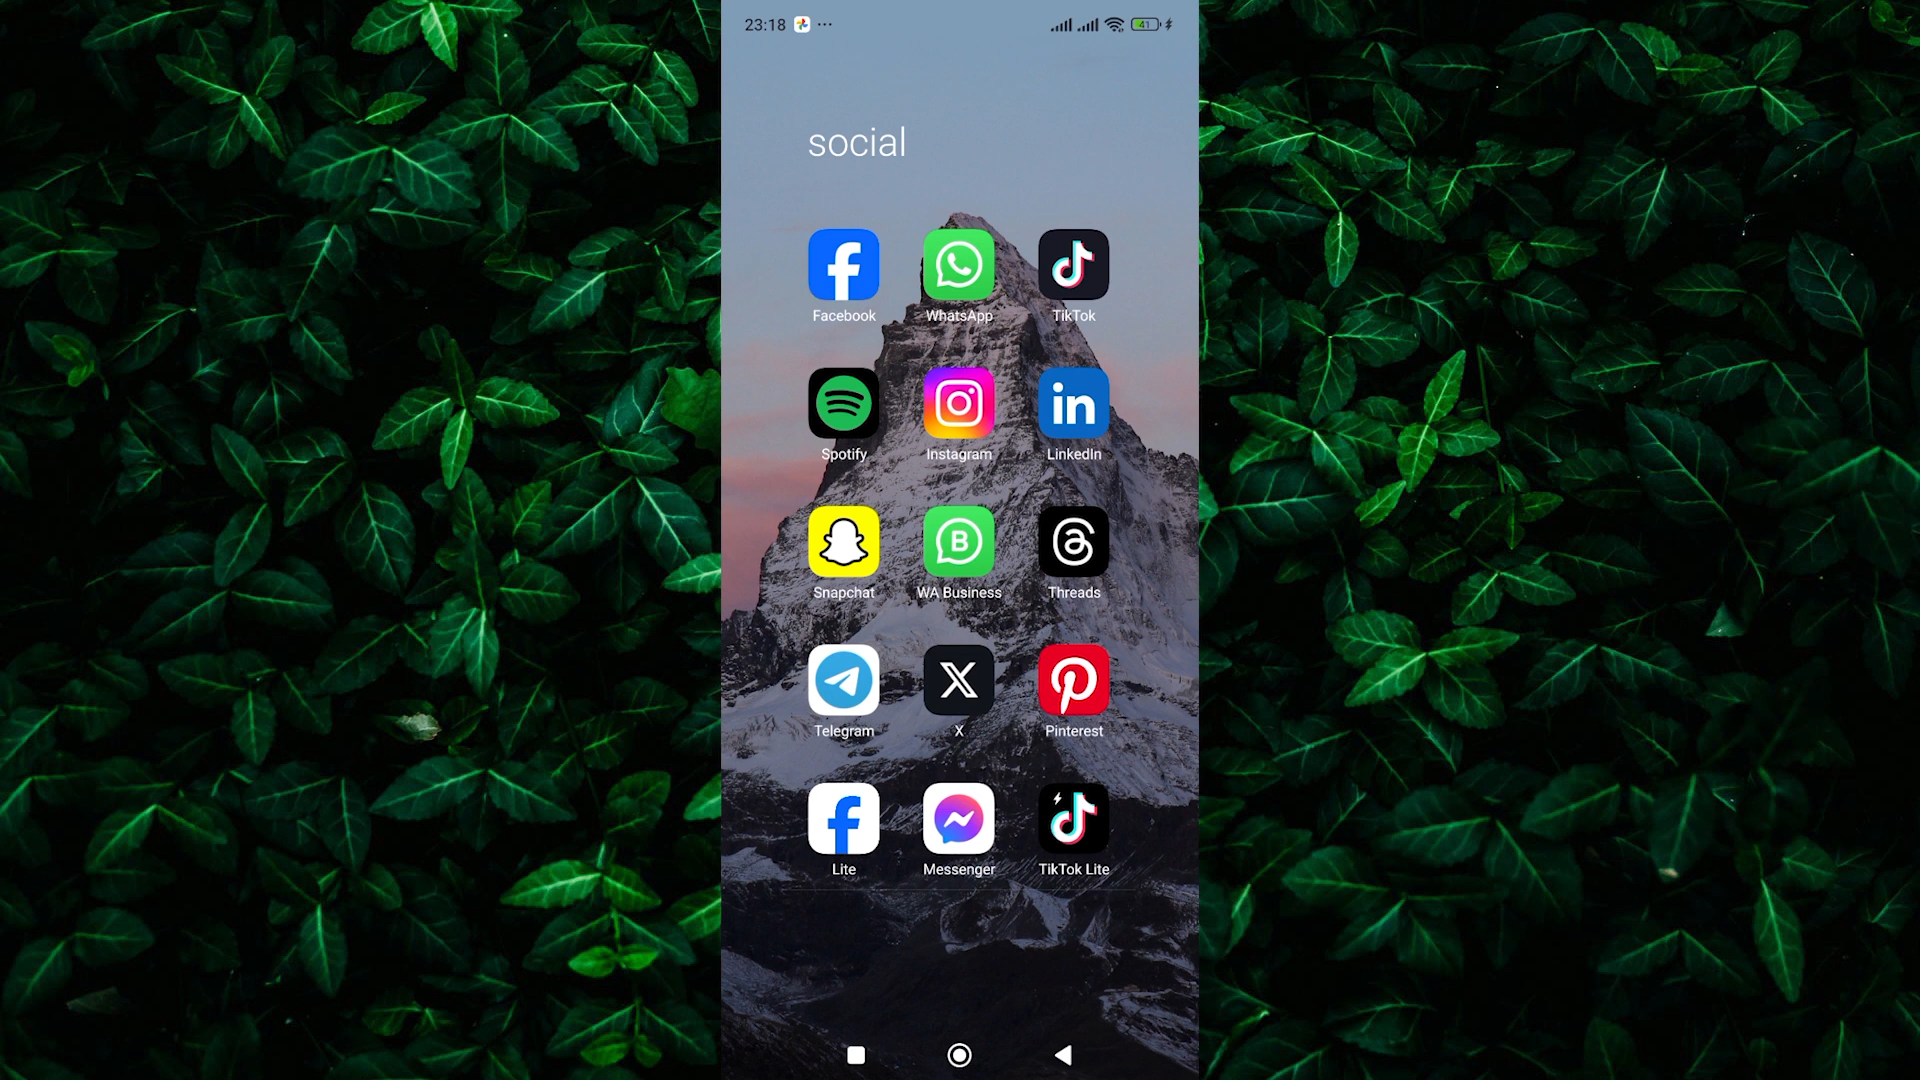 23:18
41
social
Facebook WhatsApp TikTok
Spotify Instagram LinkedIn
Snapchat WA Business Threads
Telegram X Pinterest
Lite Messenger TikTok Lite